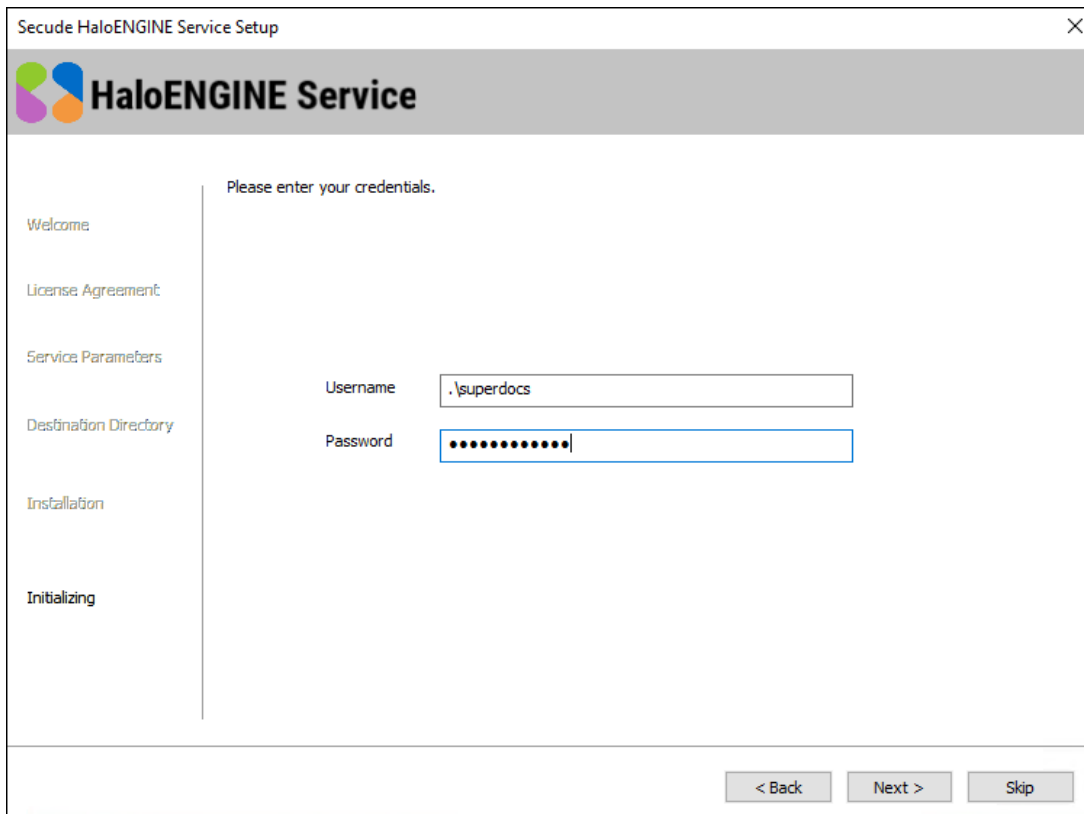 Secude HaloENGINE Service Setup
HaloENGINE Service
Please enter your credentials.
Welcome
License Agreement
Service Parameters
Destination Directory
Installation
Initializing
Username
.\superdocs
Password
••••••••••••
< Back
Next >
Skip